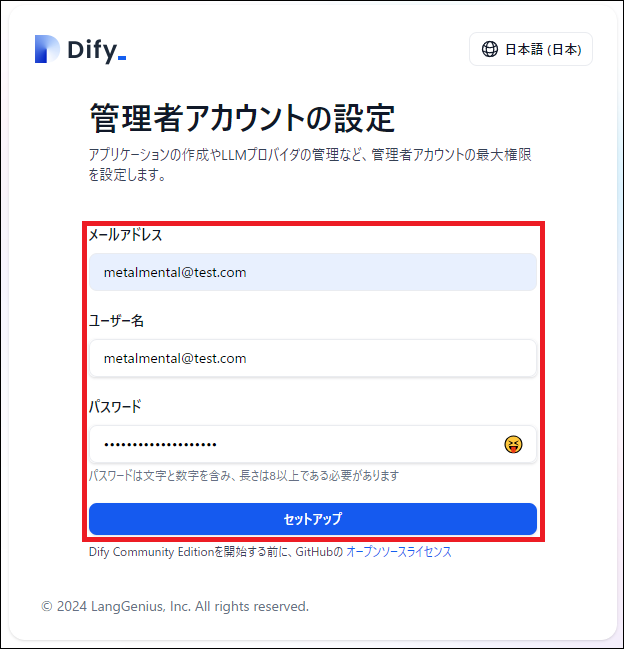 Dify_
日本語 (日本)
管理者アカウントの設定
アプリケーションの作成やLLMプロバイダの管理など、管理者アカウントの最大権限
を設定します。
メールアドレス
metalmental@test.com
ユーザー名
metalmental@test.com
パスワード
••••••••••••••••••••
パスワードは文字と数字を含み、長さは8以上である必要があります
セットアップ
Dify Community Editionを開始する前に、GitHubの オープンソースライセンス
© 2024 LangGenius, Inc. All rights reserved.